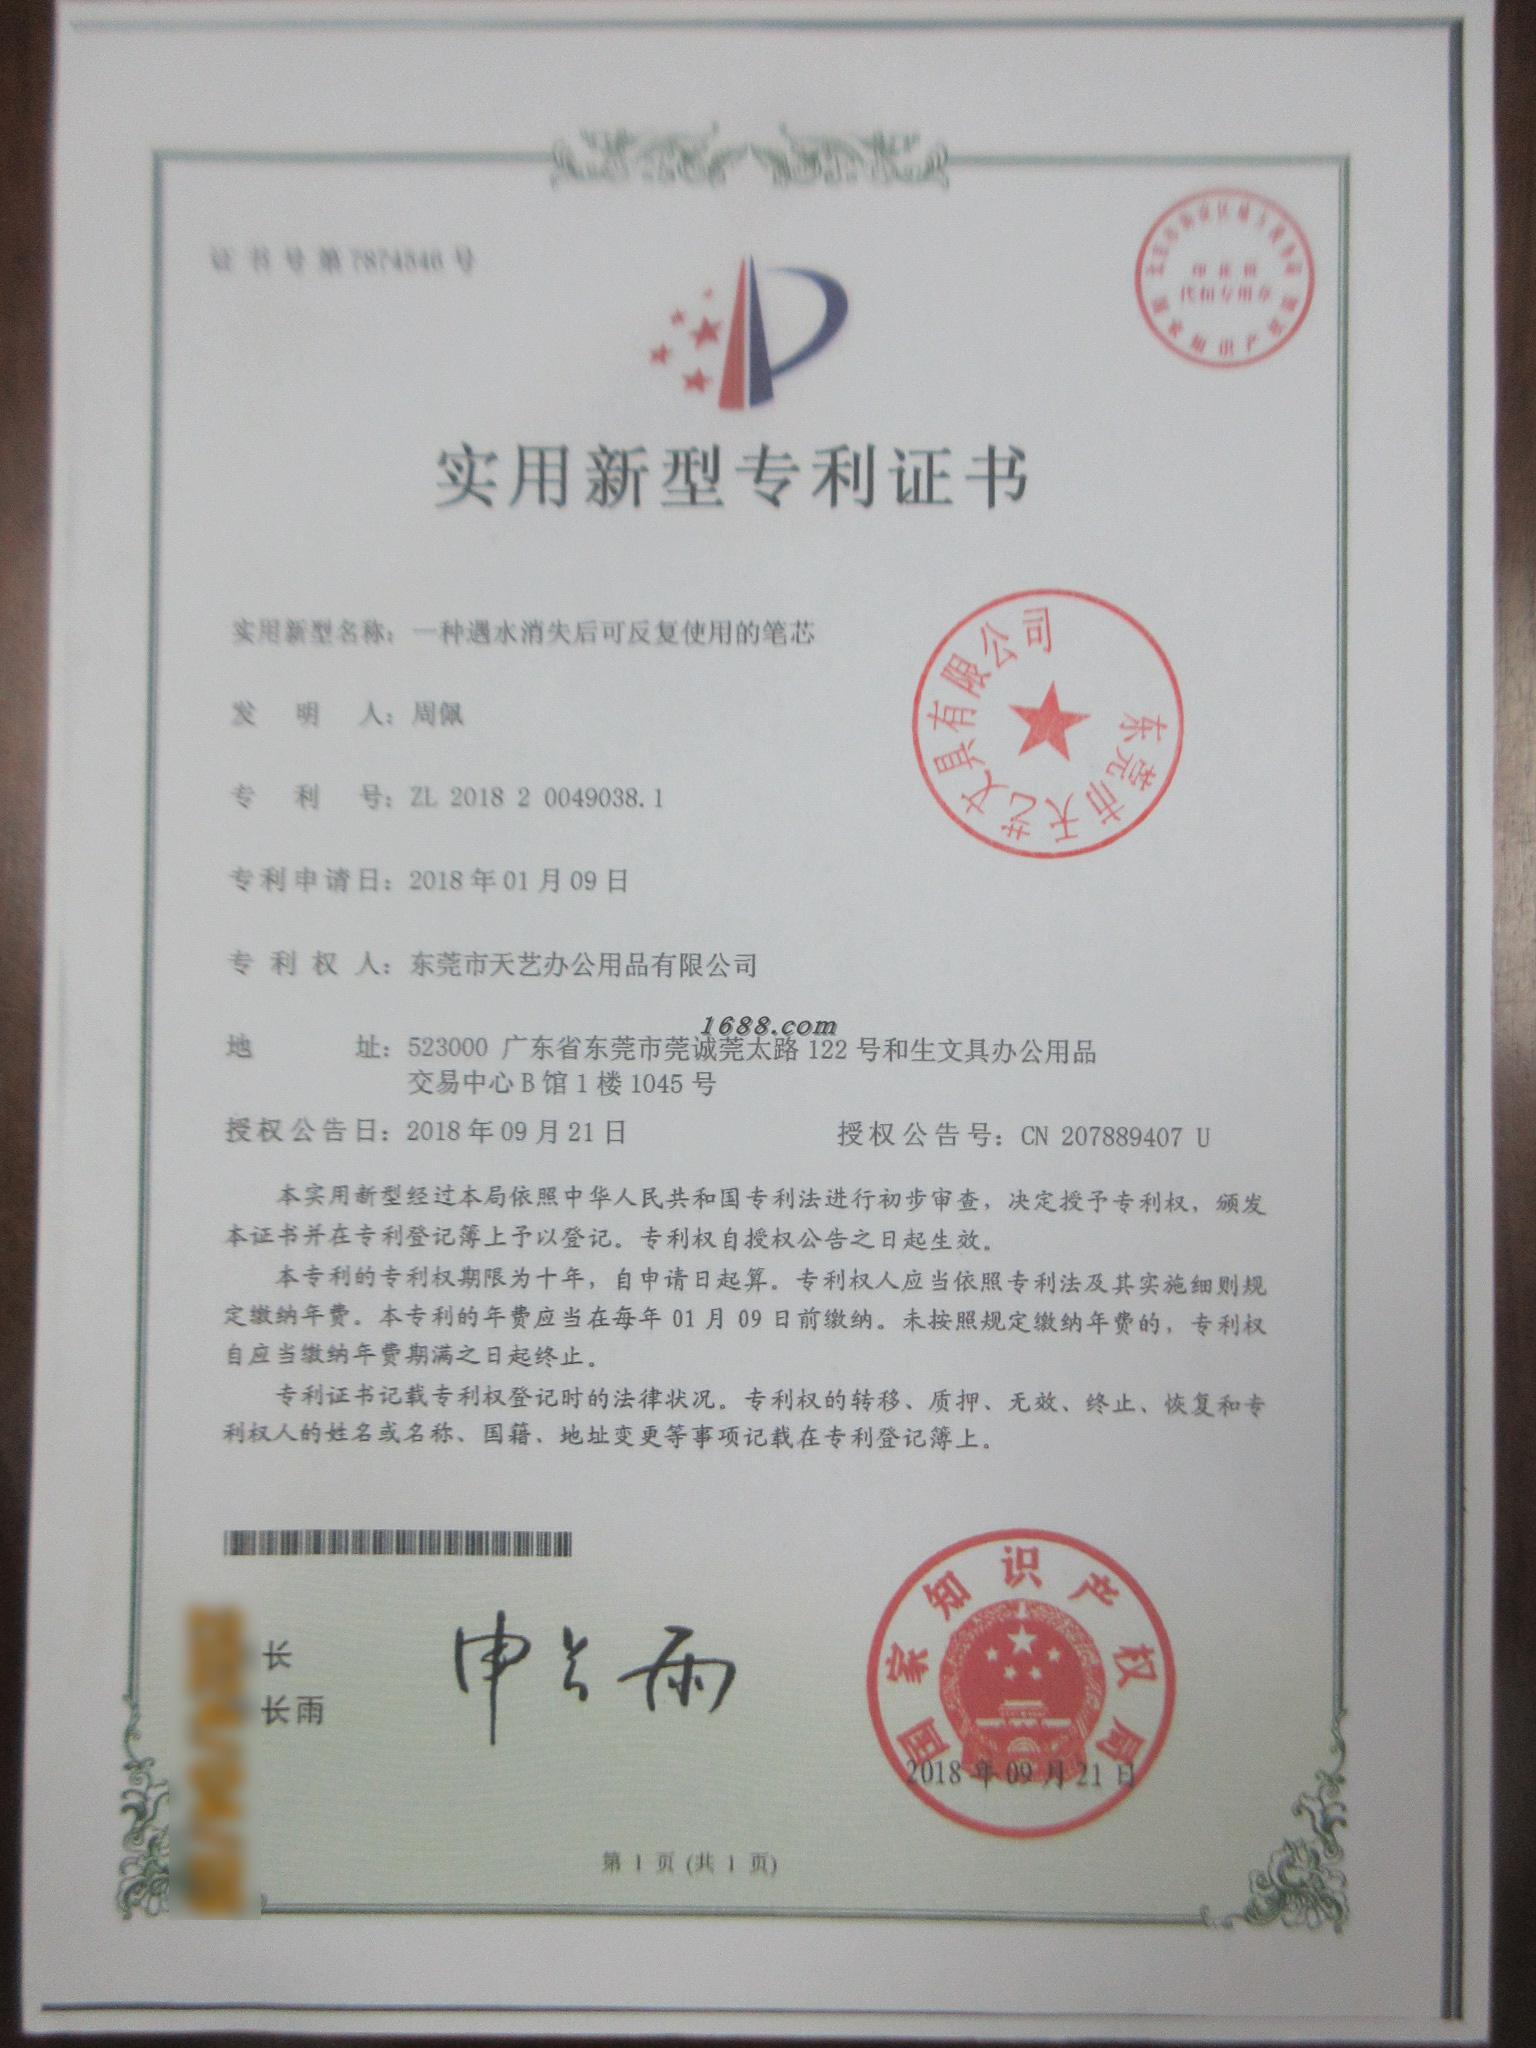 证书号第7874546号
实用新型专利证书
实用新型名称：一种遇水消失后可反复使用的笔芯
发明人：周佩
专利号：ZL 2018 2 0049038.1
东莞市天艺文具有限公司
专利申请日：2018年01月09日
专利权人：东莞市天艺办公用品有限公司
1688.com
地址：523000 广东省东莞市莞诚莞太路122号和生文具办公用品
交易中心B馆1楼1045号
授权公告日：2018年09月21日 授权公告号：CN 207889407 U
本实用新型经过本局依照中华人民共和国专利法进行初步审查，决定授予专利权，颁发
本证书并在专利登记簿上予以登记。专利权自授权公告之日起生效。
本专利的专利权期限为十年，自申请日起算。专利权人应当依照专利法及其实施细则规
定缴纳年费。本专利的年费应当在每年01月09日前缴纳。未按照规定缴纳年费的，专利权
自应当缴纳年费期满之日起终止。
专利证书记载专利权登记时的法律状况。专利权的转移、质押、无效、终止、恢复和专
利权人的姓名或名称、国籍、地址变更等事项记载在专利登记簿上。
长
长雨
申长雨
国家知识产权局
2018年09月21日
第1页(共1页)